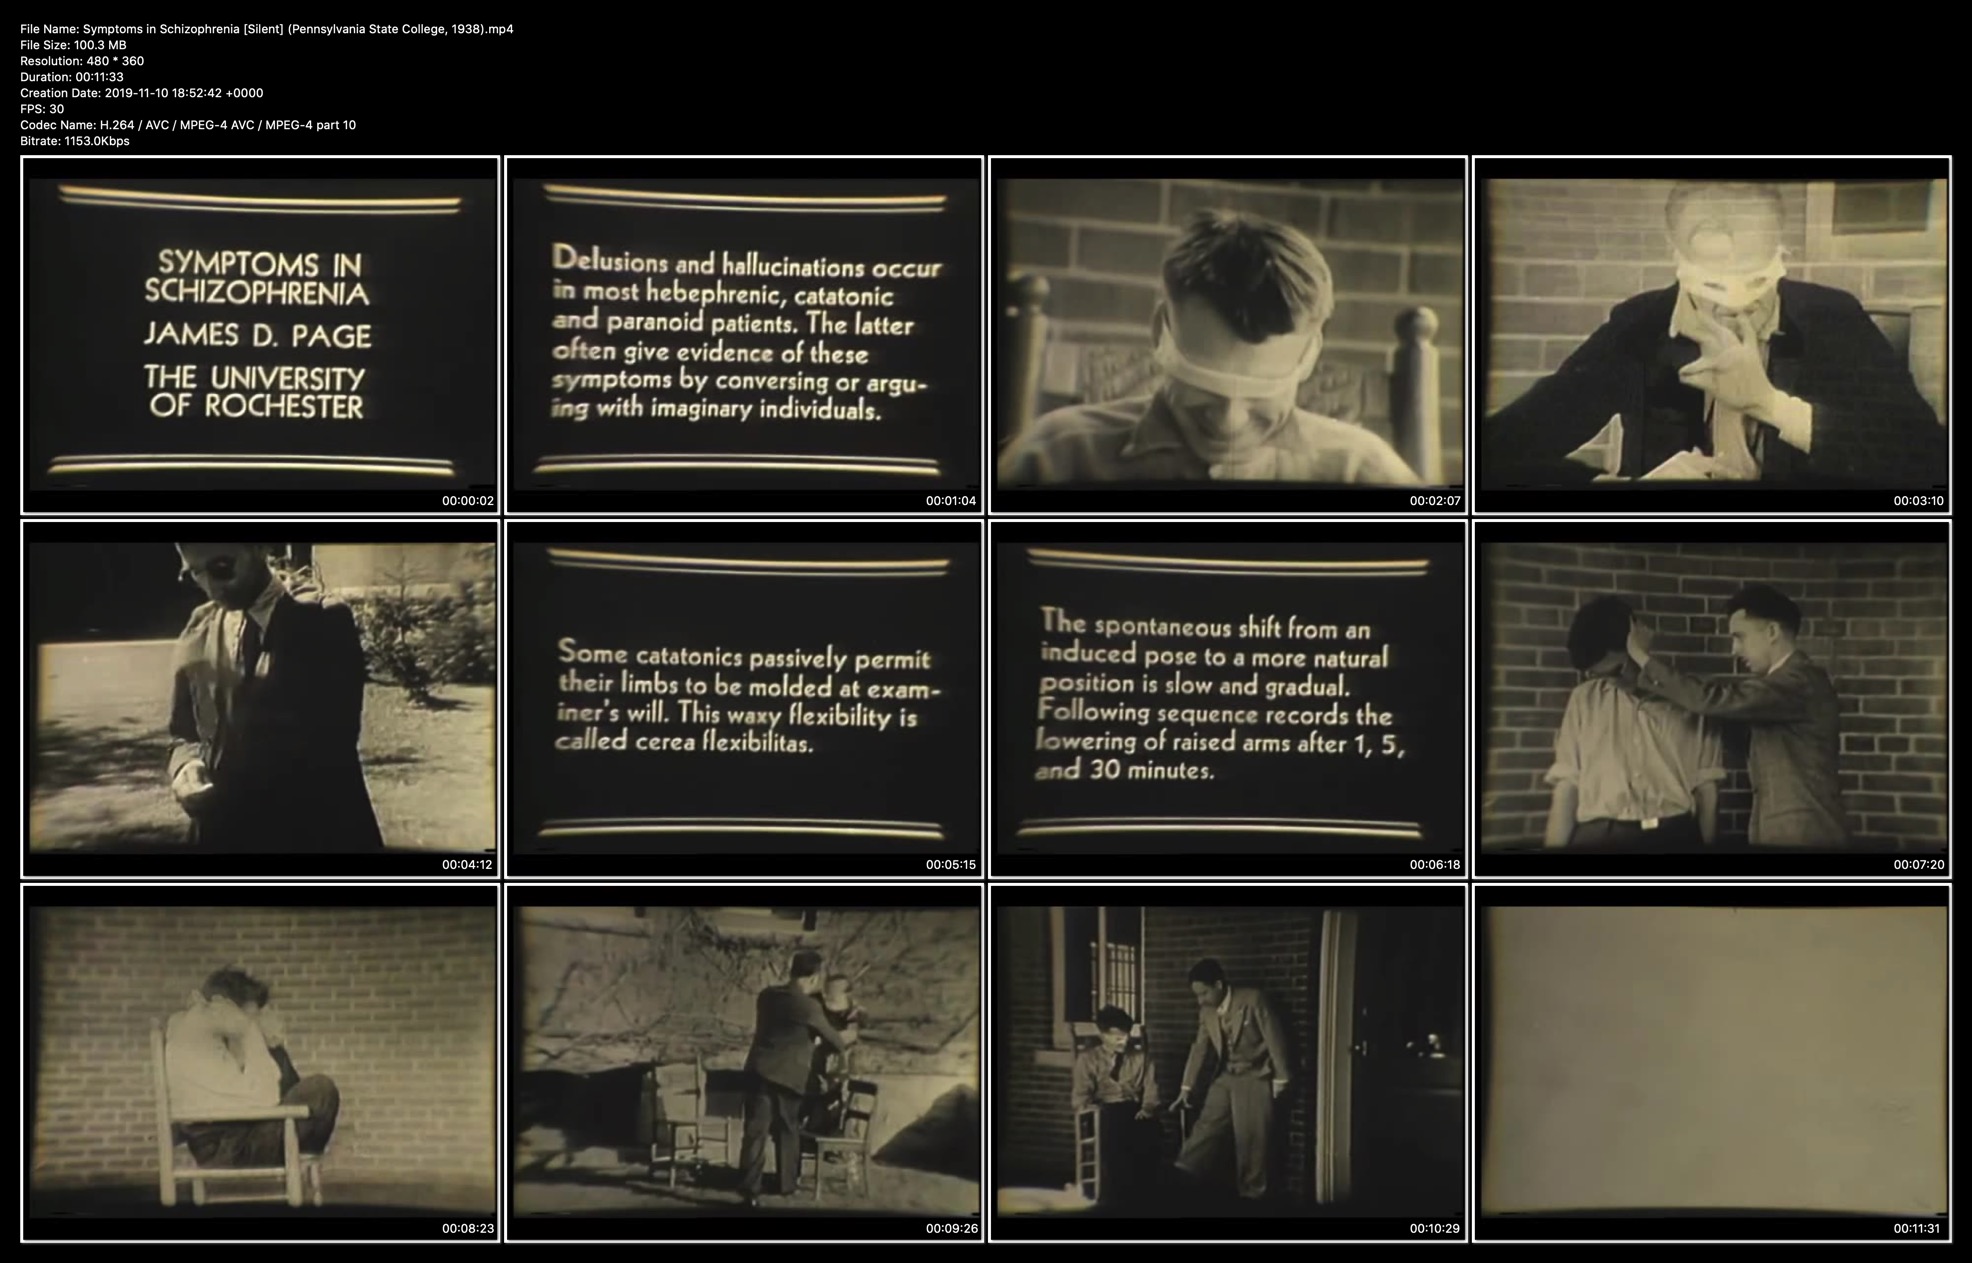 File Name: Symptoms in Schizophrenia [Silent] (Pennsylvania State College, 1938).mp4
File Size: 100.3 MB
Resolution: 480 * 360
Duration: 00:11:33
Creation Date: 2019-11-10 18:52:42 +0000
FPS: 30
Codec Name: H.264 / AVC / MPEG-4 AVC / MPEG-4 part 10
Bitrate: 1153.0Kbps
SYMPTOMS IN
SCHIZOPHRENIA
JAMES D. PAGE
THE UNIVERSITY
OF ROCHESTER
00:00:02
Delusions and hallucinations occur
in most hebephrenic, catatonic
and paranoid patients. The latter
often give evidence of these
symptoms by conversing or argu-
ing with imaginary individuals.
00:01:04
00:02:07
00:03:10
00:04:12
Some catatonics passively permit
their limbs to be molded at exam-
iner's will. This waxy flexibility is
called cerea flexibilitas.
00:05:15
The spontaneous shift from an
induced pose to a more natural
position is slow and gradual.
Following sequence records the
lowering of raised arms after 1, 5,
and 30 minutes.
00:06:18
00:07:20
00:08:23
00:09:26
00:10:29
00:11:31